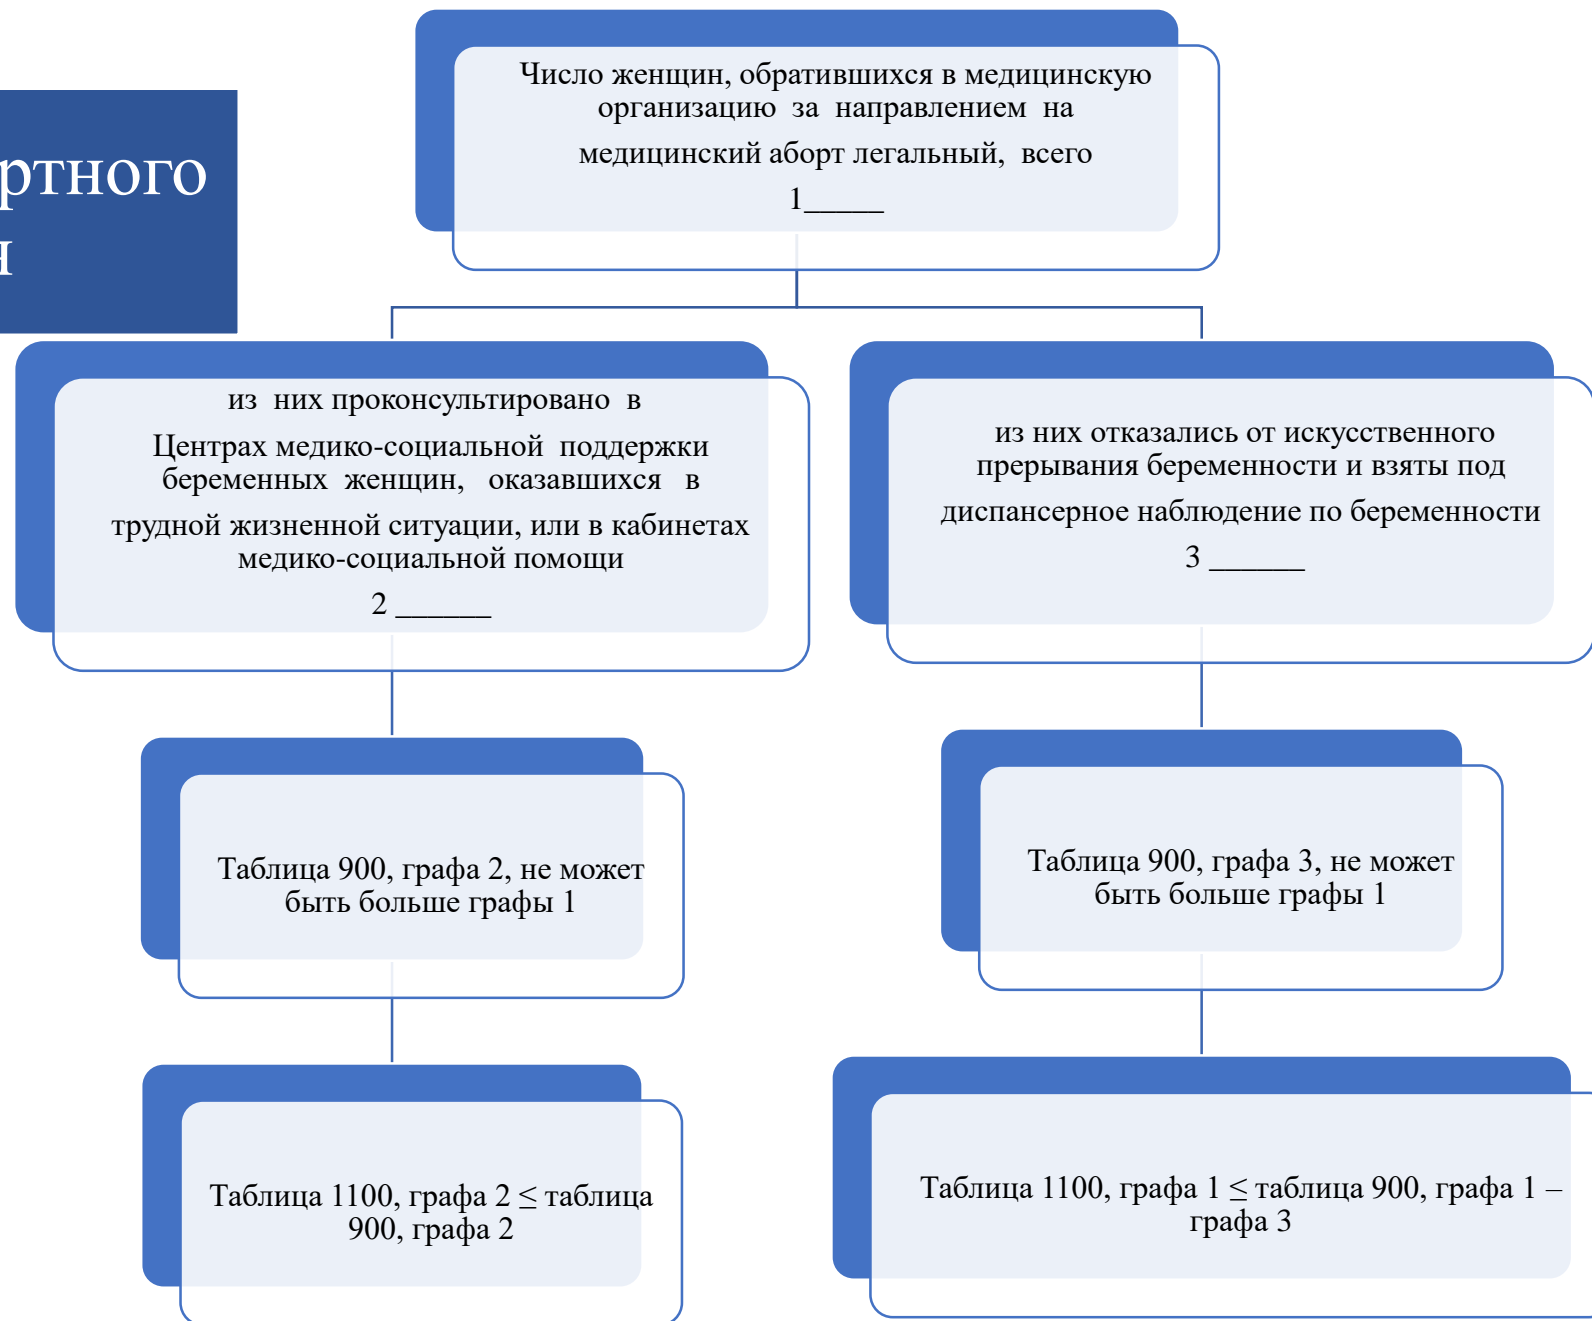 Число женщин, обратившихся в медицинскую
организацию за направлением на
медицинский аборт легальный, всего
1_____
ртного
я
из них проконсультировано в
Центрах медико-социальной поддержки
беременных женщин, оказавшихся в
трудной жизненной ситуации, или в кабинетах
медико-социальной помощи
2 ______
из них отказались от искусственного
прерывания беременности и взяты под
диспансерное наблюдение по беременности
3 ______
Таблица 900, графа 2, не может
быть больше графы 1
Таблица 900, графа 3, не может
быть больше графы 1
Таблица 1100, графа 2 ≤ таблица
900, графа 2
Таблица 1100, графа 1 ≤ таблица 900, графа 1 –
графа 3